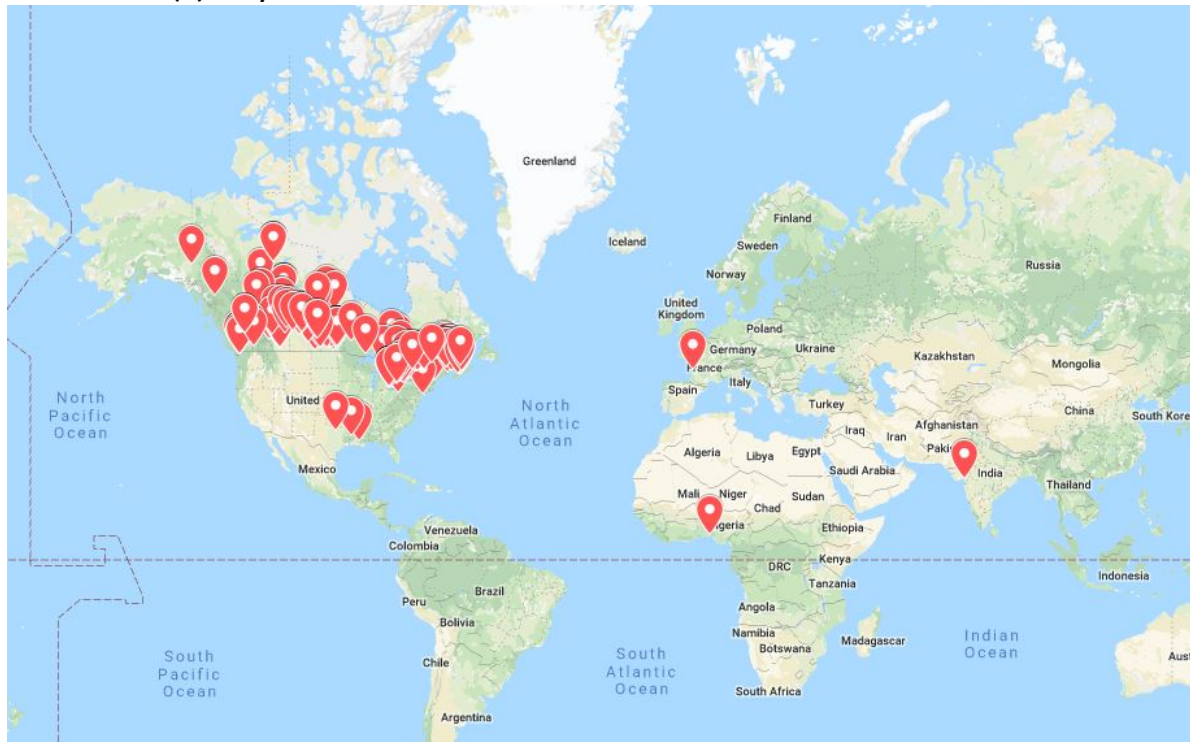 Greenland
Finland
Iceland
Sweden
Russia
Norway
United
Kingdom
Poland
Germany
Ukraine
Kazakhstan
Mongolia
France
Italy
Spain
North
Pacific
Ocean
United
North
Atlantic
Ocean
Turkey
Afghanistan
China
South Kore
Iraq
Iran
Algeria
Libya
Egypt
Pakis
Mexico
Saudi Arabia
India
Thailand
Mali
Niger
Chad
Sudan
Venezuela
geria
Ethiopia
Colombia
Kenya
DRC
Indonesia
Brazil
Tanzania
Peru
Angola
Bolivia
Namibia
Botswana
Madagascar
Indian
Ocean
South
Pacific
Ocean
Chile
South
Atlantic
Ocean
Aust
South Africa
Argentina